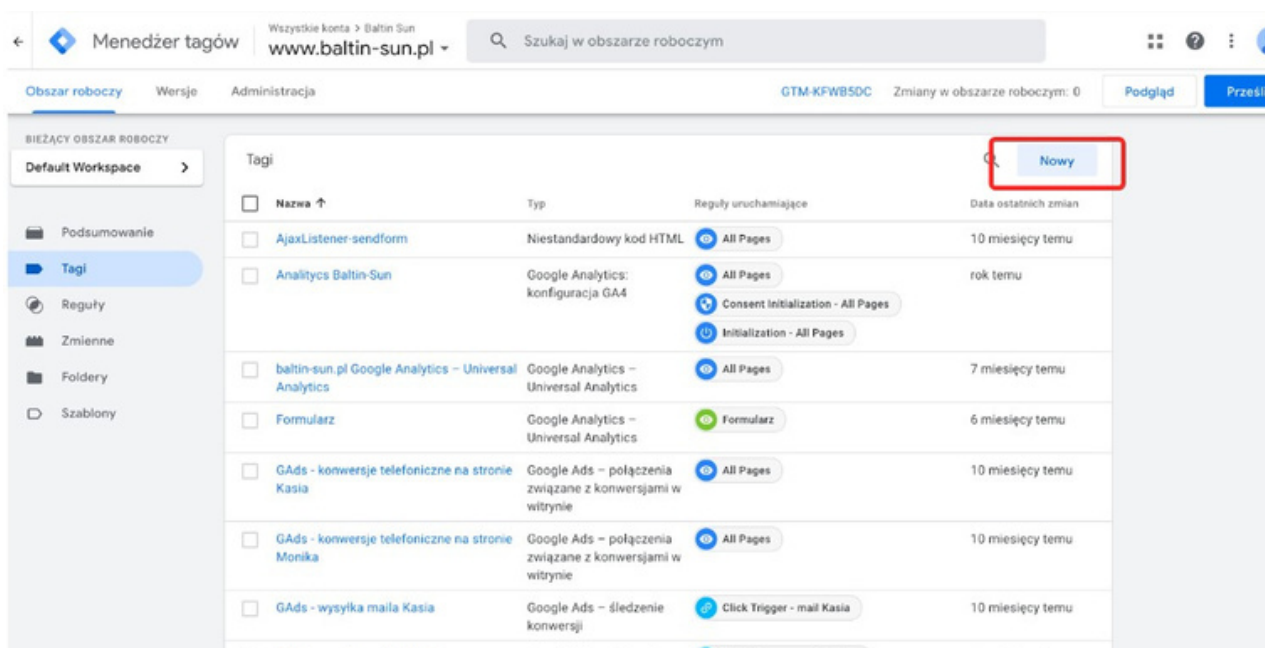 Wszystkie konta > Baltin Sun
Menedżer tagów
www.baltin-sun.pl
Szukaj w obszarze roboczym
Obszar roboczy Wersje Administracja GTM-KFWB5DC Zmiany w obszarze roboczym: 0 Podgląd Prześli
BIEŻĄCY OBSZAR ROBOCZY
Default Workspace
Podsumowanie
Tagi
Reguły
Zmienne
Foldery
Szablony
Tagi Nowy
Nazwa Typ Reguły uruchamiające Data ostatnich zmian
AjaxListener-sendform Niestandardowy kod HTML All Pages 10 miesięcy temu
Analitycs Baltin-Sun Google Analytics: All Pages rok temu
konfiguracja GA4
Consent Initialization - All Pages
Initialization - All Pages
baltin-sun.pl Google Analytics – Universal Google Analytics – All Pages 7 miesięcy temu
Analytics Universal Analytics
Formularz Google Analytics – Formularz 6 miesięcy temu
Universal Analytics
GAds - konwersje telefoniczne na stronie Google Ads – połączenia All Pages 10 miesięcy temu
Kasia związane z konwersjami w
witrynie
GAds - konwersje telefoniczne na stronie Google Ads – połączenia All Pages 10 miesięcy temu
Monika związane z konwersjami w
witrynie
GAds - wysyłka maila Kasia Google Ads – śledzenie Click Trigger - mail Kasia 10 miesięcy temu
konwersji